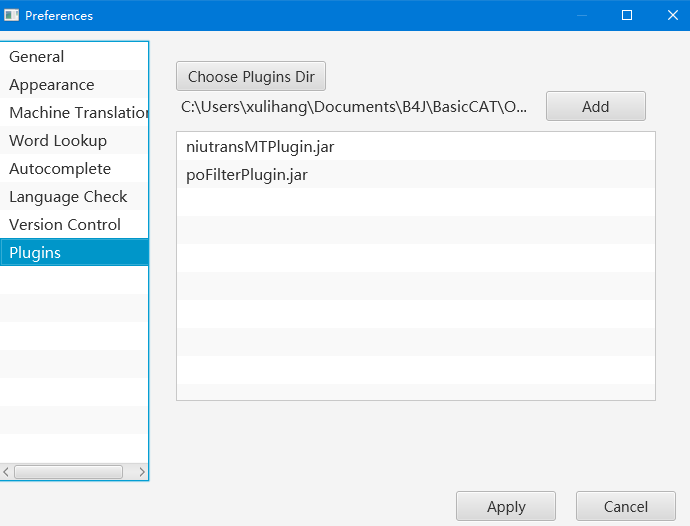 Preferences
General
Appearance
Machine Translation
Word Lookup
Autocomplete
Language Check
Version Control
Plugins
Choose Plugins Dir
C:\Users\xulihang\Documents\B4J\BasicCAT\O...
Add
niutransMTPlugin.jar
poFilterPlugin.jar
Apply
Cancel